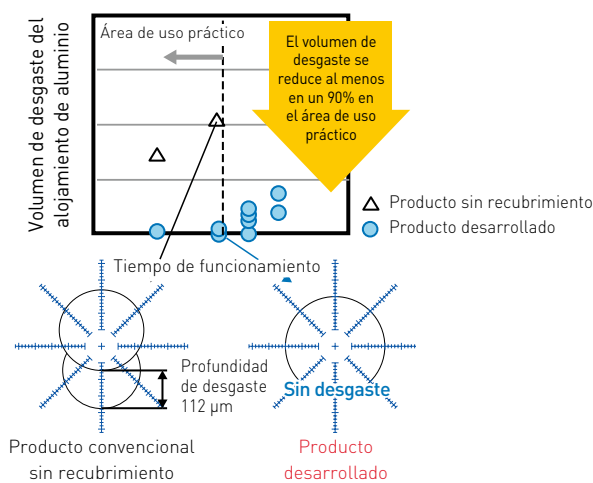 Volumen de desgaste del
alojamiento de aluminio
Área de uso práctico
El volumen de
desgaste se
reduce al menos
en un 90% en
el área de uso
práctico
Producto sin recubrimiento
Producto desarrollado
Tiempo de funcionamiento
Profundidad
de desgaste
112 µm
Sin desgaste
Producto convencional
sin recubrimiento
Producto
desarrollado